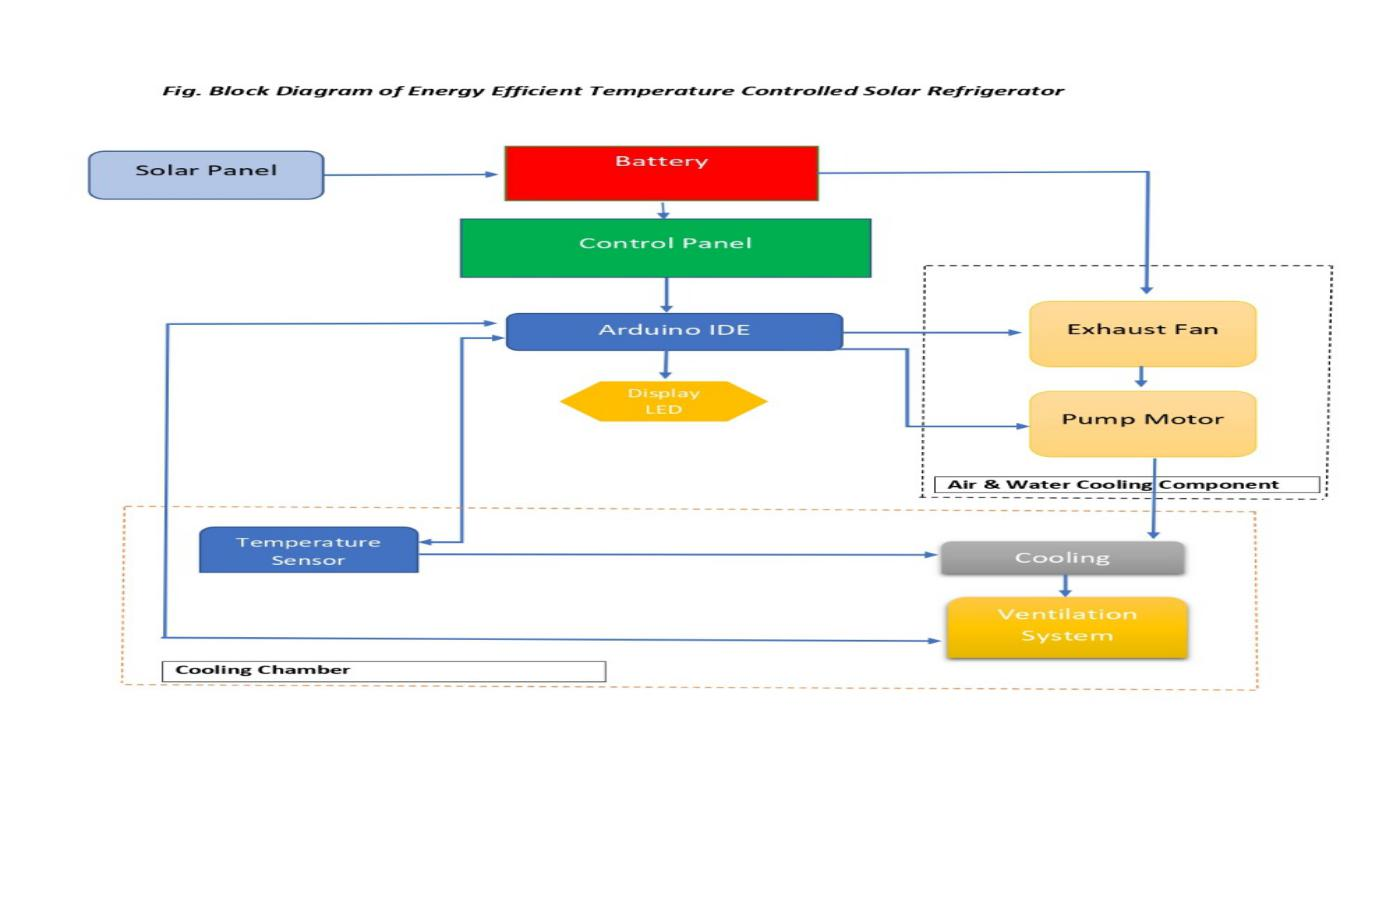 Fig. Block Diagram of Energy Efficient Temperature Controlled Solar Refrigerator
Solar Panel
Battery
Control Panel
Arduino IDE
Exhaust Fan
Display
LED
Pump Motor
Air & Water Cooling Component
Temperature
Sensor
Cooling
Ventilation
System
Cooling Chamber